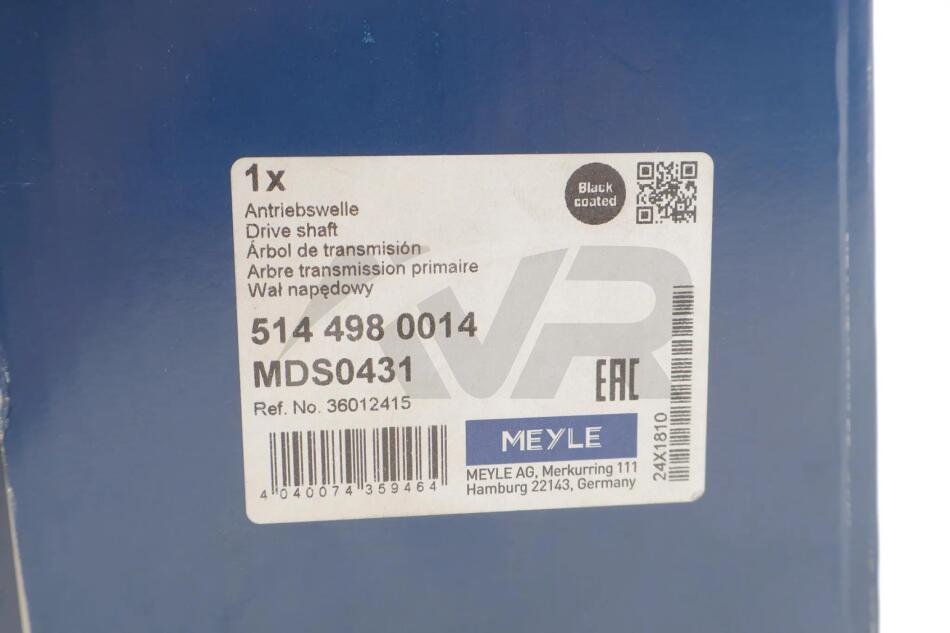 1x
Black
coated
Antriebswelle
Drive shaft
Árbol de transmisión
Arbre transmission primaire
Wał napędowy
VR
514 498 0014
MDS0431
EAC
Ref. No. 36012415
MEYLE
MEYLE AG, Merkurring 111
Hamburg 22143, Germany
4 040074 359464
24X1810